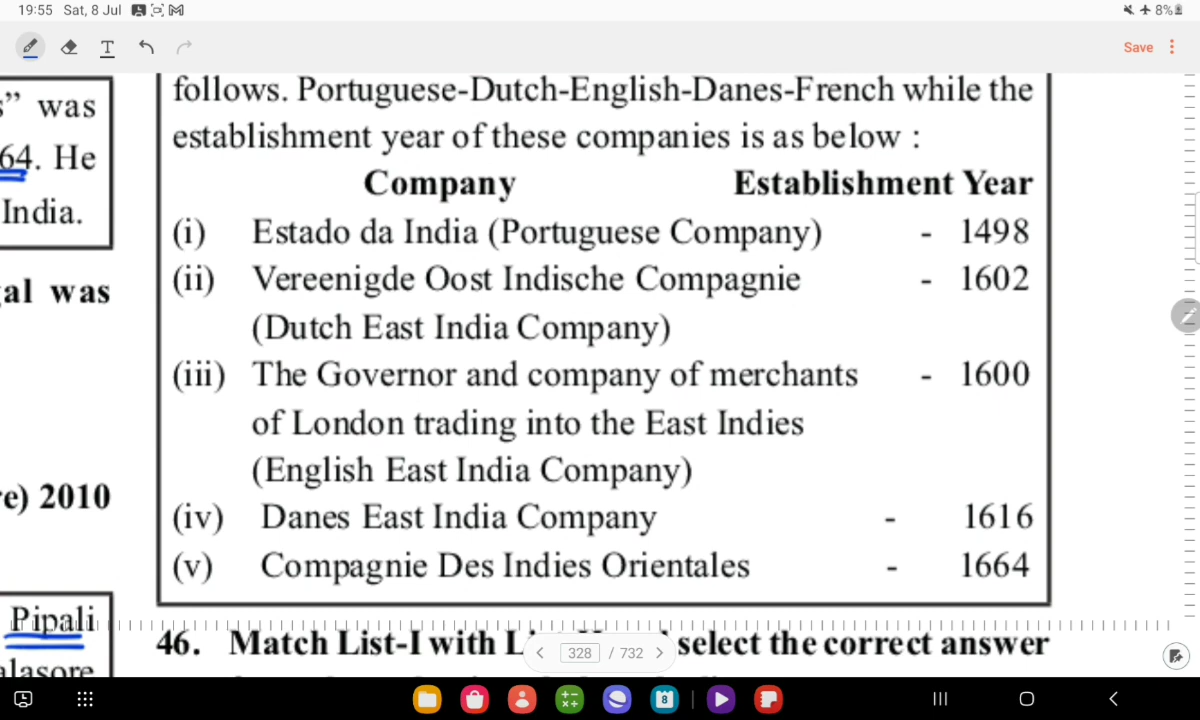 19:55 Sat, 8 Jul
8%
T
Save
s” was
64. He
India.
al was
re) 2010
Pipali
alasore
follows. Portuguese-Dutch-English-Danes-French while the
establishment year of these companies is as below :
Company Establishment Year
(i) Estado da India (Portuguese Company) - 1498
(ii) Vereenigde Oost Indische Compagnie - 1602
(Dutch East India Company)
(iii) The Governor and company of merchants - 1600
of London trading into the East Indies
(English East India Company)
(iv) Danes East India Company - 1616
(v) Compagnie Des Indies Orientales - 1664
46. Match List-I with select the correct answer
328 / 732
8